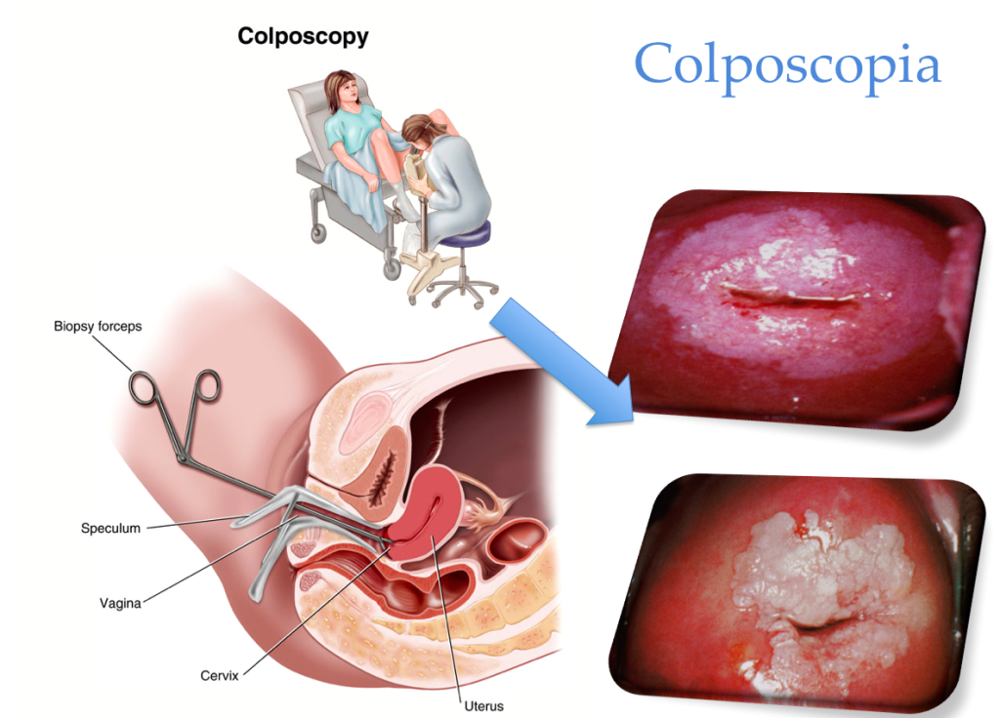 Colposcopy
Colposcopia
Biopsy forceps
Speculum
Vagina
Cervix
Uterus